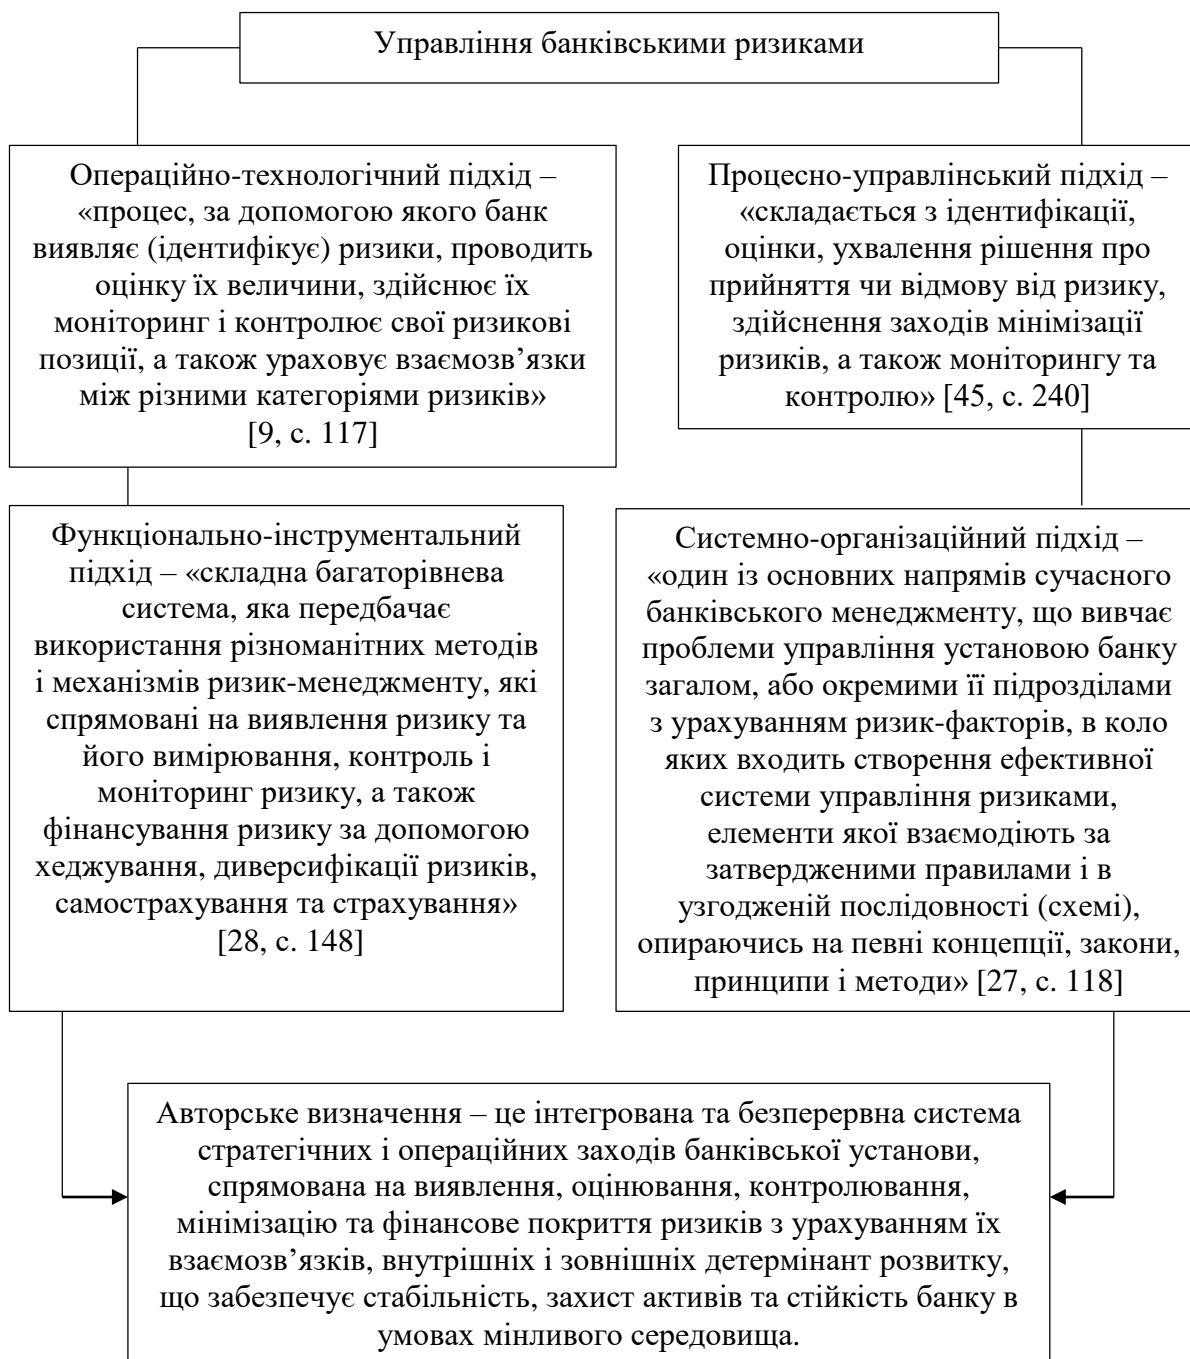 Управління банківськими ризиками
Операційно-технологічний підхід –
«процес, за допомогою якого банк
виявляє (ідентифікує) ризики, проводить
оцінку їх величини, здійснює їх
моніторинг і контролює свої ризикові
позиції, а також ураховує взаємозв’язки
між різними категоріями ризиків»
[9, с. 117]
Процесно-управлінський підхід –
«складається з ідентифікації,
оцінки, ухвалення рішення про
прийняття чи відмову від ризику,
здійснення заходів мінімізації
ризиків, а також моніторингу та
контролю» [45, с. 240]
Функціонально-інструментальний
підхід – «складна багаторівнева
система, яка передбачає
використання різноманітних методів
і механізмів ризик-менеджменту, які
спрямовані на виявлення ризику та
його вимірювання, контроль і
моніторинг ризику, а також
фінансування ризику за допомогою
хеджування, диверсифікації ризиків,
самострахування та страхування»
[28, с. 148]
Системно-організаційний підхід –
«один із основних напрямів сучасного
банківського менеджменту, що вивчає
проблеми управління установою банку
загалом, або окремими її підрозділами
з урахуванням ризик-факторів, в коло
яких входить створення ефективної
системи управління ризиками,
елементи якої взаємодіють за
затвердженими правилами і в
узгодженій послідовності (схемі),
опираючись на певні концепції, закони,
принципи і методи» [27, с. 118]
Авторське визначення – це інтегрована та безперервна система
стратегічних і операційних заходів банківської установи,
спрямована на виявлення, оцінювання, контролювання,
мінімізацію та фінансове покриття ризиків з урахуванням їх
взаємозв’язків, внутрішніх і зовнішніх детермінант розвитку,
що забезпечує стабільність, захист активів та стійкість банку в
умовах мінливого середовища.